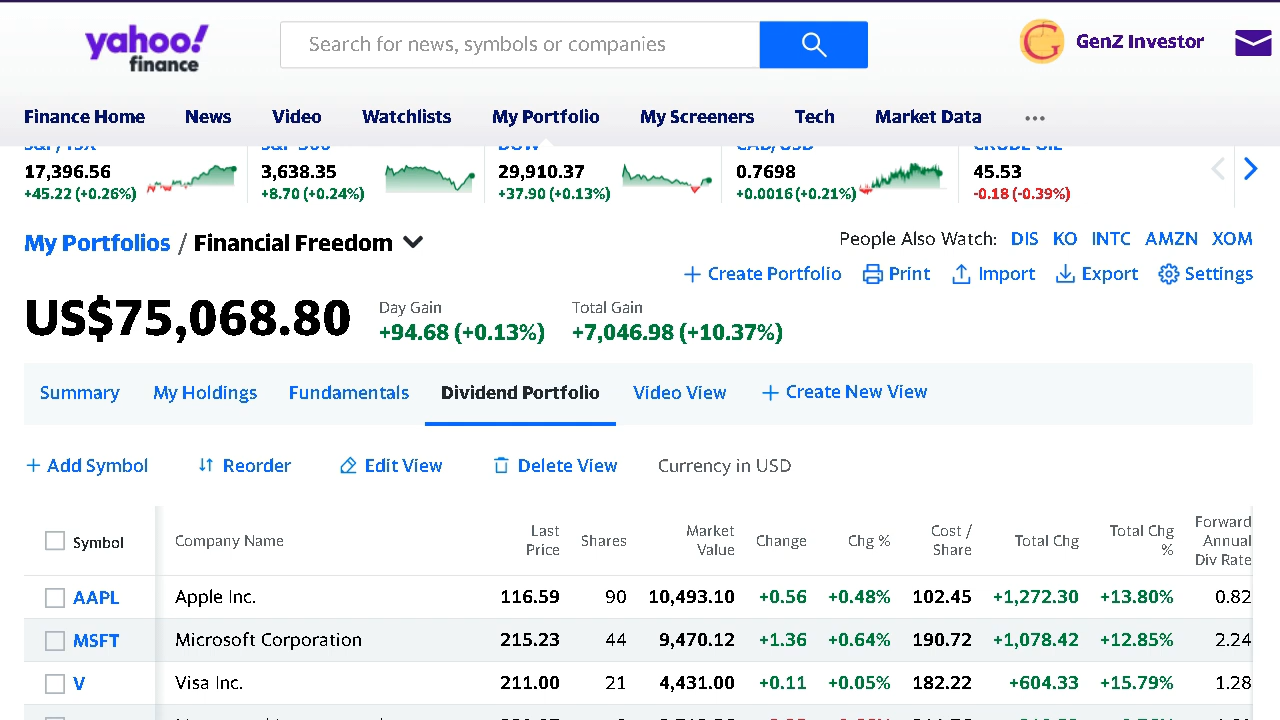 yahoo!
finance
Search for news, symbols or companies
GenZ Investor
Finance Home News Video Watchlists My Portfolio My Screeners Tech Market Data ...
S&P/TSX S&P 500 DOW CAD/USD CRUDE OIL
17,396.56 3,638.35 29,910.37 0.7698 45.53
+45.22 (+0.26%) +8.70 (+0.24%) +37.90 (+0.13%) +0.0016 (+0.21%) -0.18 (-0.39%)
My Portfolios / Financial Freedom
People Also Watch: DIS KO INTC AMZN XOM
+ Create Portfolio Print Import Export Settings
US$75,068.80
Day Gain Total Gain
+94.68 (+0.13%) +7,046.98 (+10.37%)
Summary My Holdings Fundamentals Dividend Portfolio Video View + Create New View
+ Add Symbol Reorder Edit View Delete View Currency in USD
Symbol Company Name Last Price Shares Market Value Change Chg % Cost / Share Total Chg Total Chg % Forward Annual Div Rate
AAPL Apple Inc. 116.59 90 10,493.10 +0.56 +0.48% 102.45 +1,272.30 +13.80% 0.82
MSFT Microsoft Corporation 215.23 44 9,470.12 +1.36 +0.64% 190.72 +1,078.42 +12.85% 2.24
V Visa Inc. 211.00 21 4,431.00 +0.11 +0.05% 182.22 +604.33 +15.79% 1.28